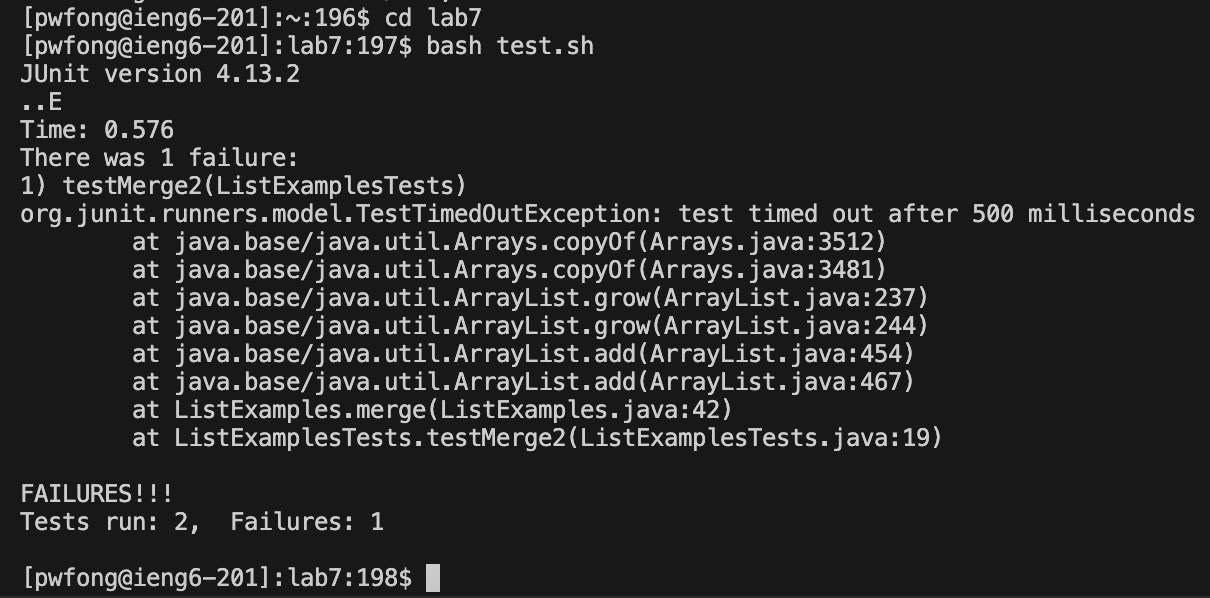 [pwfong@ieng6-201]:~:196$ cd lab7
[pwfong@ieng6-201]:lab7:197$ bash test.sh
JUnit version 4.13.2
..E
Time: 0.576
There was 1 failure:
1) testMerge2(ListExamplesTests)
org.junit.runners.model.TestTimedOutException: test timed out after 500 milliseconds
        at java.base/java.util.Arrays.copyOf(Arrays.java:3512)
        at java.base/java.util.Arrays.copyOf(Arrays.java:3481)
        at java.base/java.util.ArrayList.grow(ArrayList.java:237)
        at java.base/java.util.ArrayList.grow(ArrayList.java:244)
        at java.base/java.util.ArrayList.add(ArrayList.java:454)
        at java.base/java.util.ArrayList.add(ArrayList.java:467)
        at ListExamples.merge(ListExamples.java:42)
        at ListExamplesTests.testMerge2(ListExamplesTests.java:19)

FAILURES!!!
Tests run: 2,  Failures: 1

[pwfong@ieng6-201]:lab7:198$